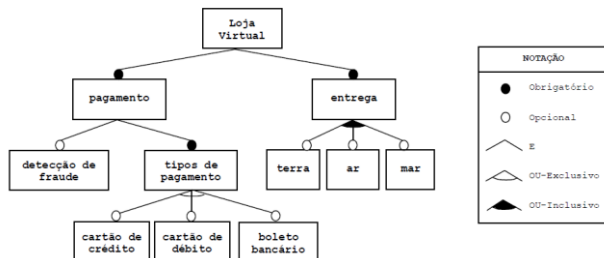 Loja
Virtual
pagamento
entrega
detecção de
fraude
tipos de
pagamento
terra
ar
mar
cartão de
crédito
cartão de
débito
boleto
bancário
NOTAÇÃO
Obrigatório
Opcional
E
OU-Exclusivo
OU-Inclusivo